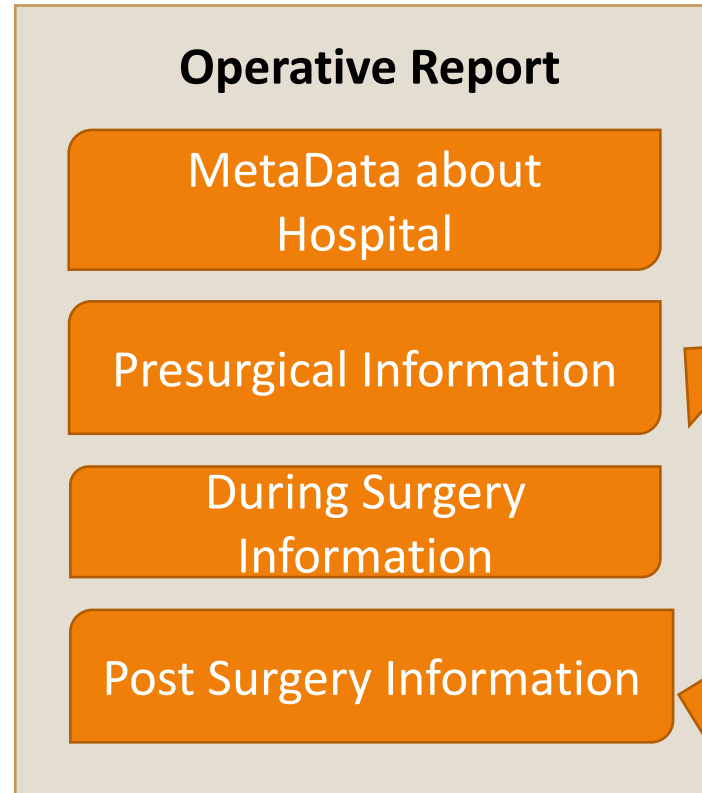 Operative Report
MetaData about
Hospital
Presurgical Information
During Surgery
Information
Post Surgery Information